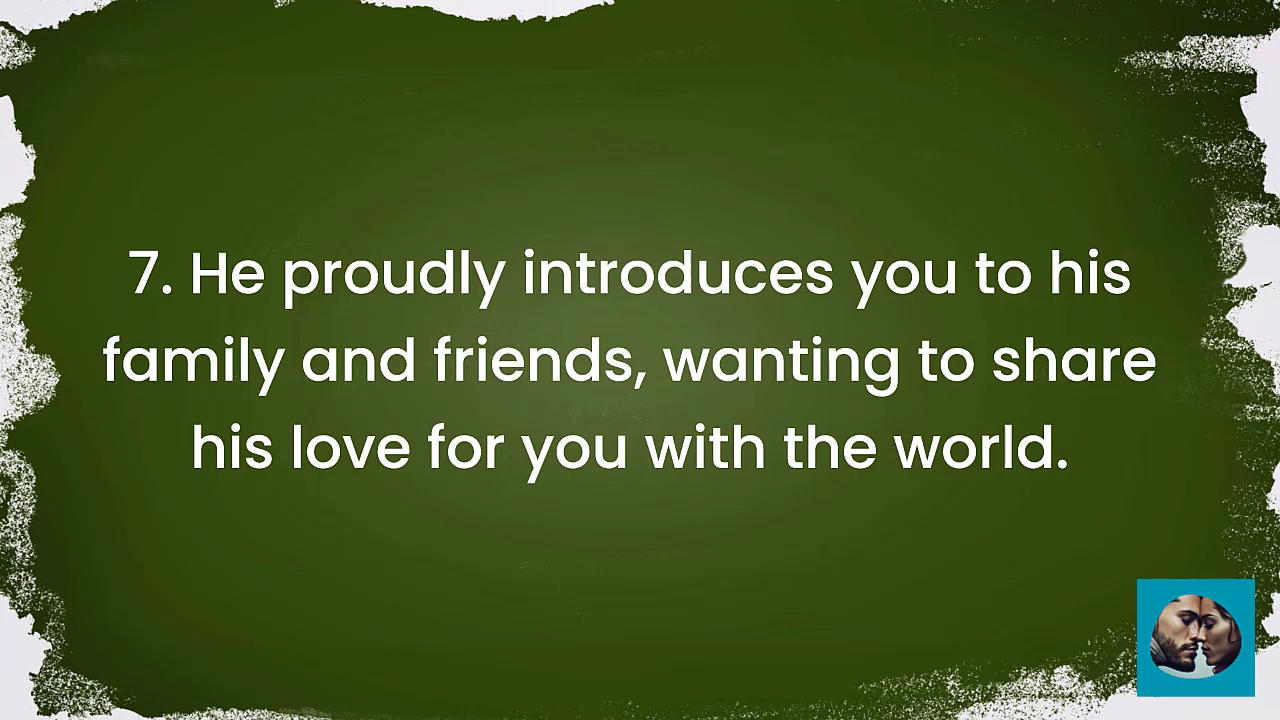 7. He proudly introduces you to his
family and friends, wanting to share
his love for you with the world.